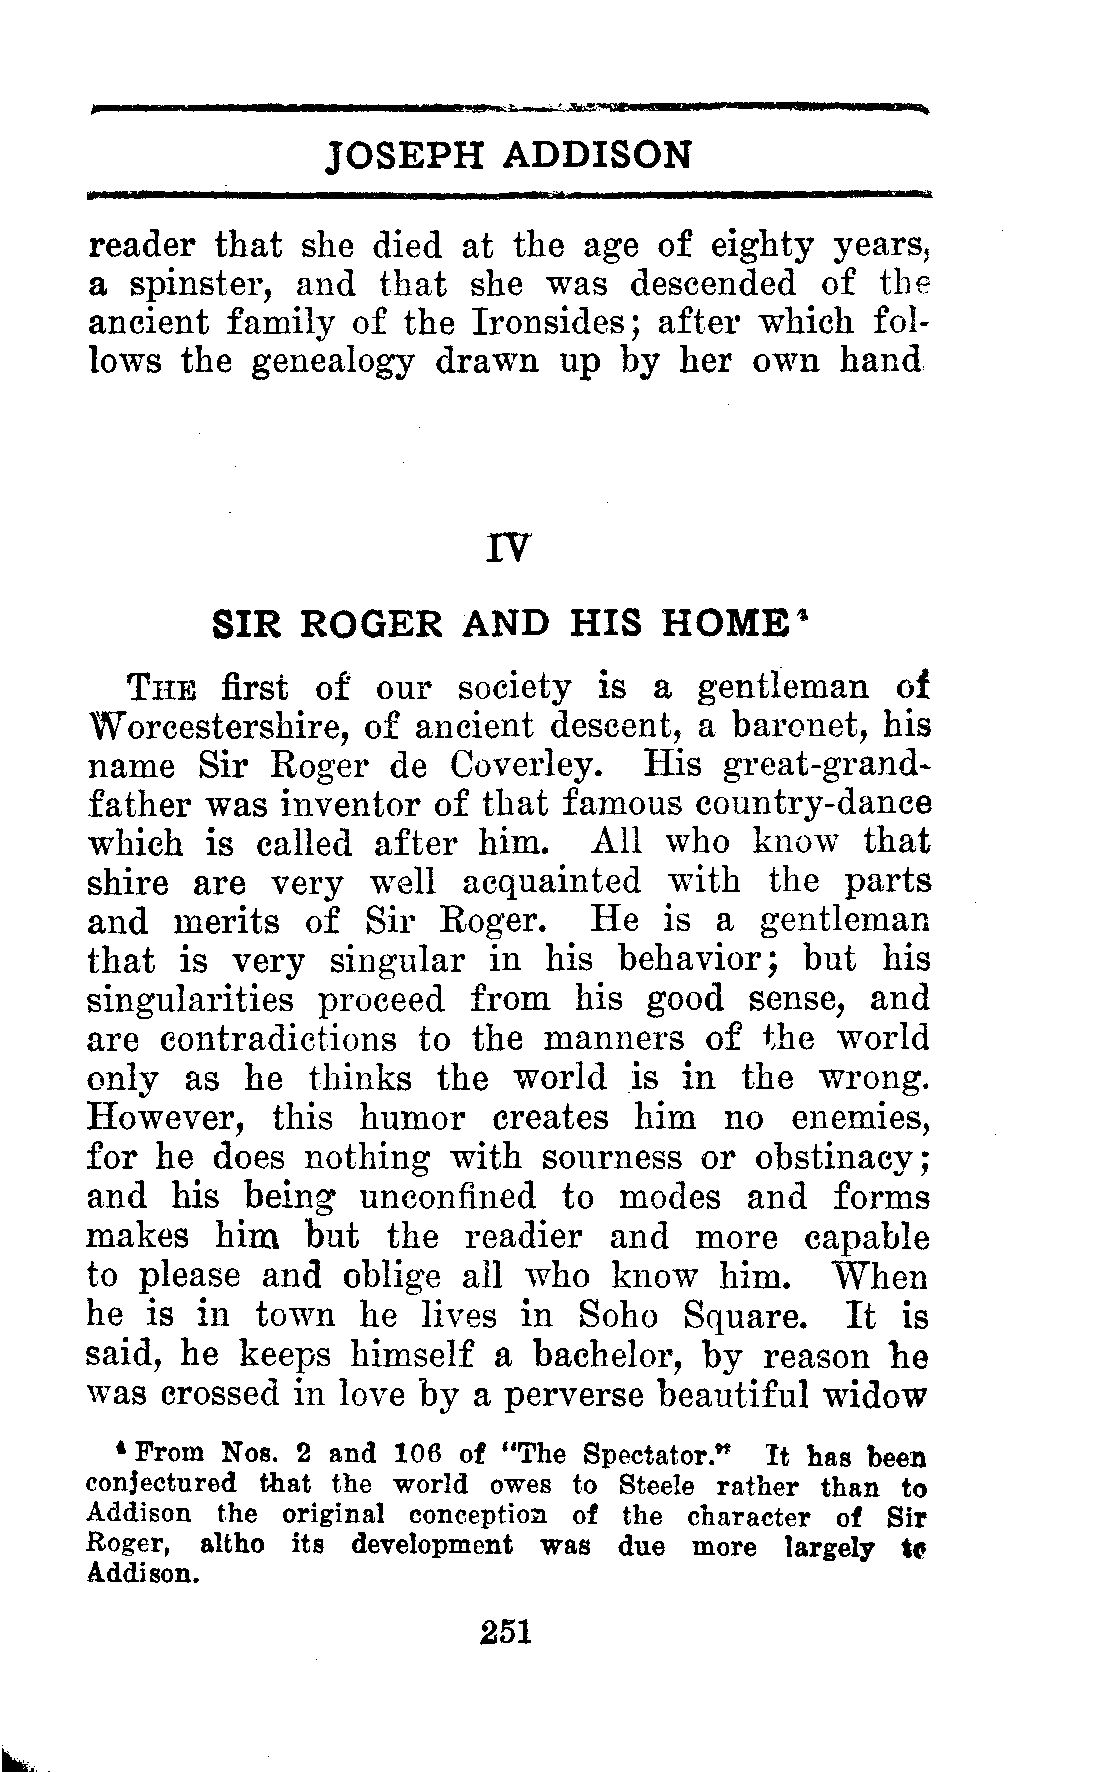 JOSEPH ADDISON
reader that she died at the age of eighty years,
a spinster, and that she was descended of the
ancient family of the Ironsides; after which fol-
lows the genealogy drawn up by her own hand
IV
SIR ROGER AND HIS HOME⁴
THE first of our society is a gentleman of
Worcestershire, of ancient descent, a baronet, his
name Sir Roger de Coverley. His great-grand-
father was inventor of that famous country-dance
which is called after him. All who know that
shire are very well acquainted with the parts
and merits of Sir Roger. He is a gentleman
that is very singular in his behavior; but his
singularities proceed from his good sense, and
are contradictions to the manners of the world
only as he thinks the world is in the wrong.
However, this humor creates him no enemies,
for he does nothing with sourness or obstinacy;
and his being unconfined to modes and forms
makes him but the readier and more capable
to please and oblige all who know him. When
he is in town he lives in Soho Square. It is
said, he keeps himself a bachelor, by reason he
was crossed in love by a perverse beautiful widow
⁴ From Nos. 2 and 106 of "The Spectator." It has been
conjectured that the world owes to Steele rather than to
Addison the original conception of the character of Sir
Roger, altho its development was due more largely to
Addison.
251